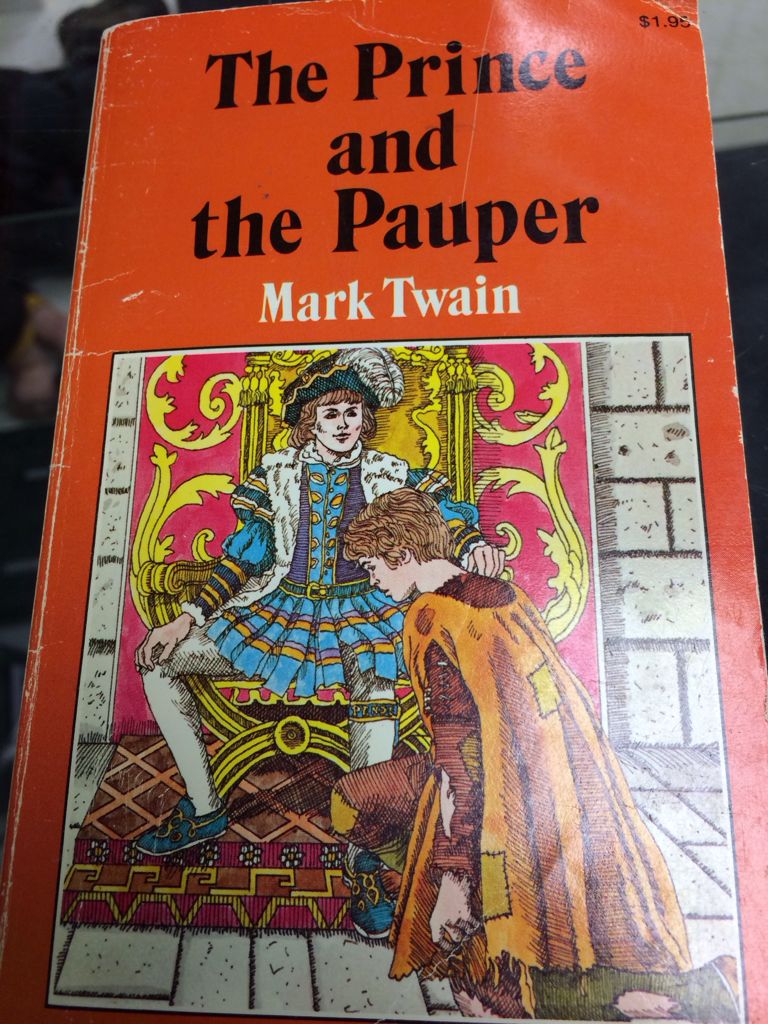 $1.95
The Prince
and
the Pauper
Mark Twain